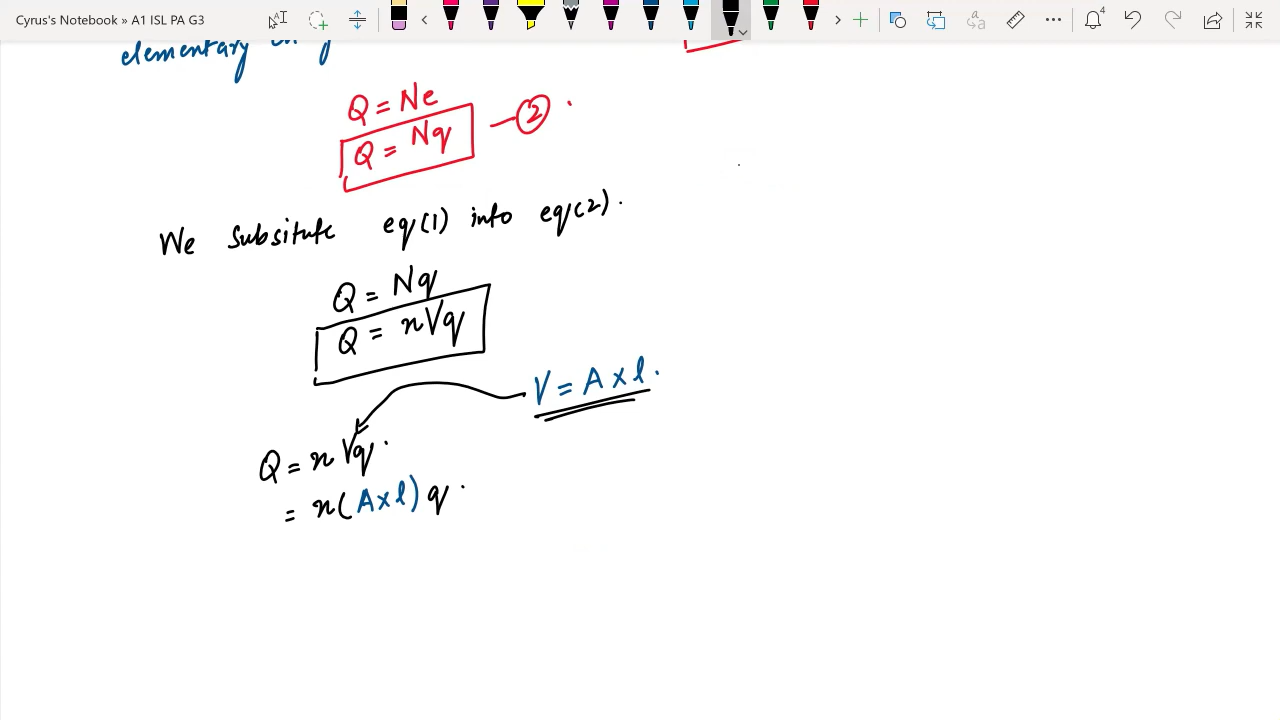 Cyrus's Notebook » A1 ISL PA G3
4
elementary
Q = Ne
Q = Nq — 2 .
We Subsitute eq(1) into eq(2).
Q = Nq
Q = nVq
V = A × l .
Q = nVq .
= n(A×l) q .